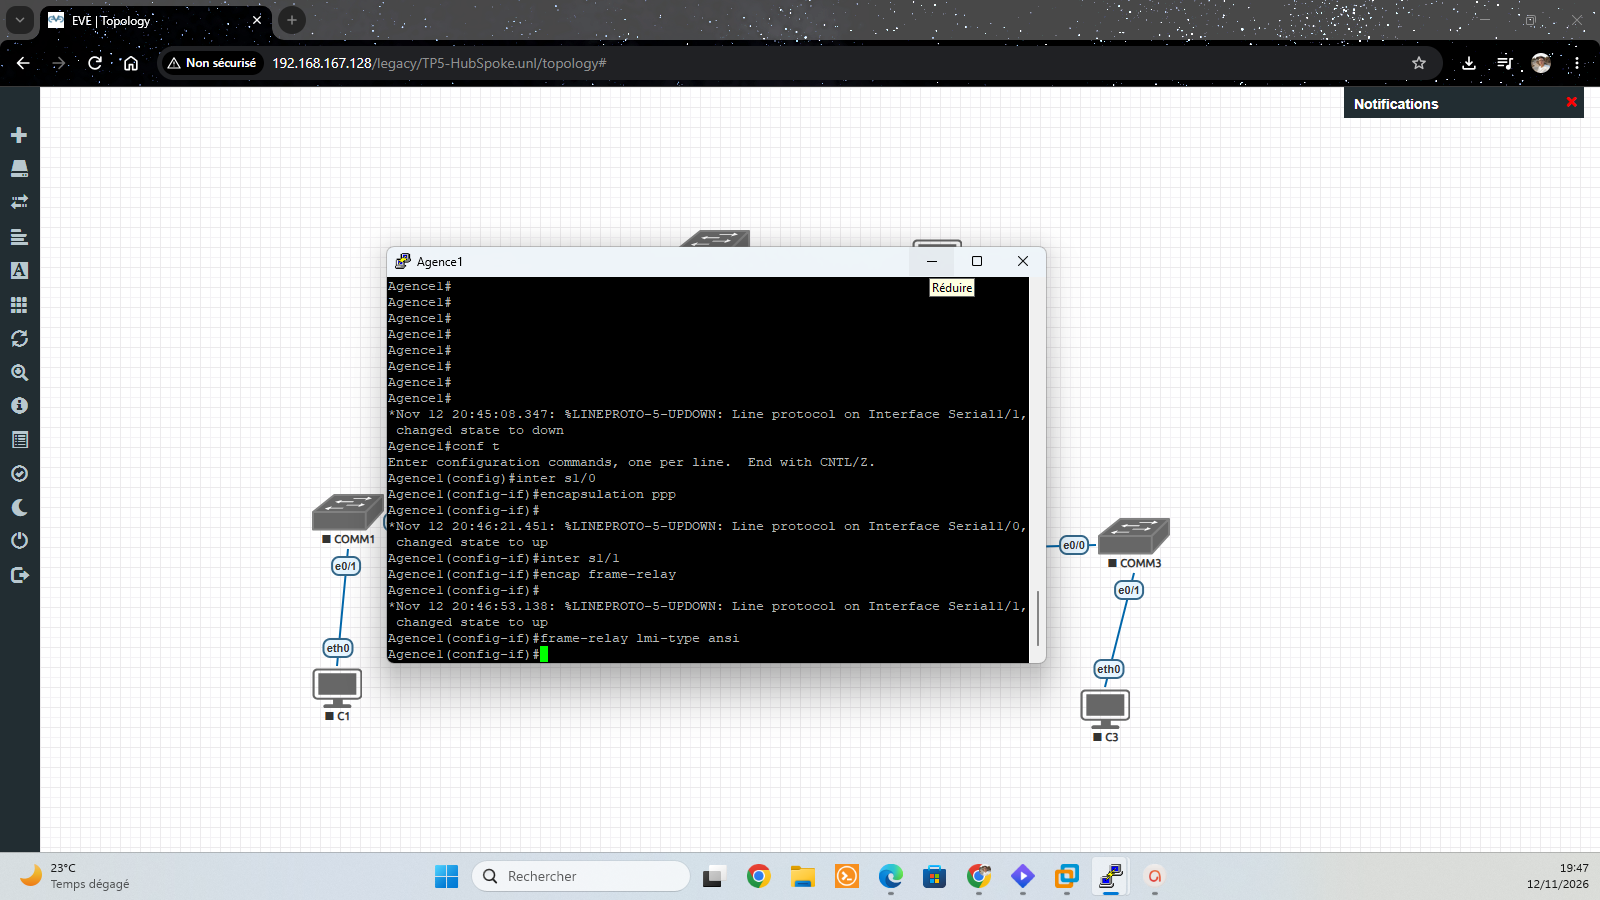 EVE | Topology
Non sécurisé
192.168.167.128/legacy/TP5-HubSpoke.unl/topology#
Notifications
Agence1
Réduire
Agence1#
Agence1#
Agence1#
Agence1#
Agence1#
Agence1#
Agence1#
Agence1#
*Nov 12 20:45:08.347: %LINEPROTO-5-UPDOWN: Line protocol on Interface Serial1/1,
changed state to down
Agence1#conf t
Enter configuration commands, one per line.  End with CNTL/Z.
Agence1(config)#inter s1/0
Agence1(config-if)#encapsulation ppp
Agence1(config-if)#
*Nov 12 20:46:21.451: %LINEPROTO-5-UPDOWN: Line protocol on Interface Serial1/0,
changed state to up
Agence1(config-if)#inter s1/1
Agence1(config-if)#encap frame-relay
Agence1(config-if)#
*Nov 12 20:46:53.138: %LINEPROTO-5-UPDOWN: Line protocol on Interface Serial1/1,
changed state to up
Agence1(config-if)#frame-relay lmi-type ansi
Agence1(config-if)#
COMM1
e0/1
eth0
C1
e0/0
COMM3
e0/1
eth0
C3
23°C
Temps dégagé
Rechercher
19:47
12/11/2026